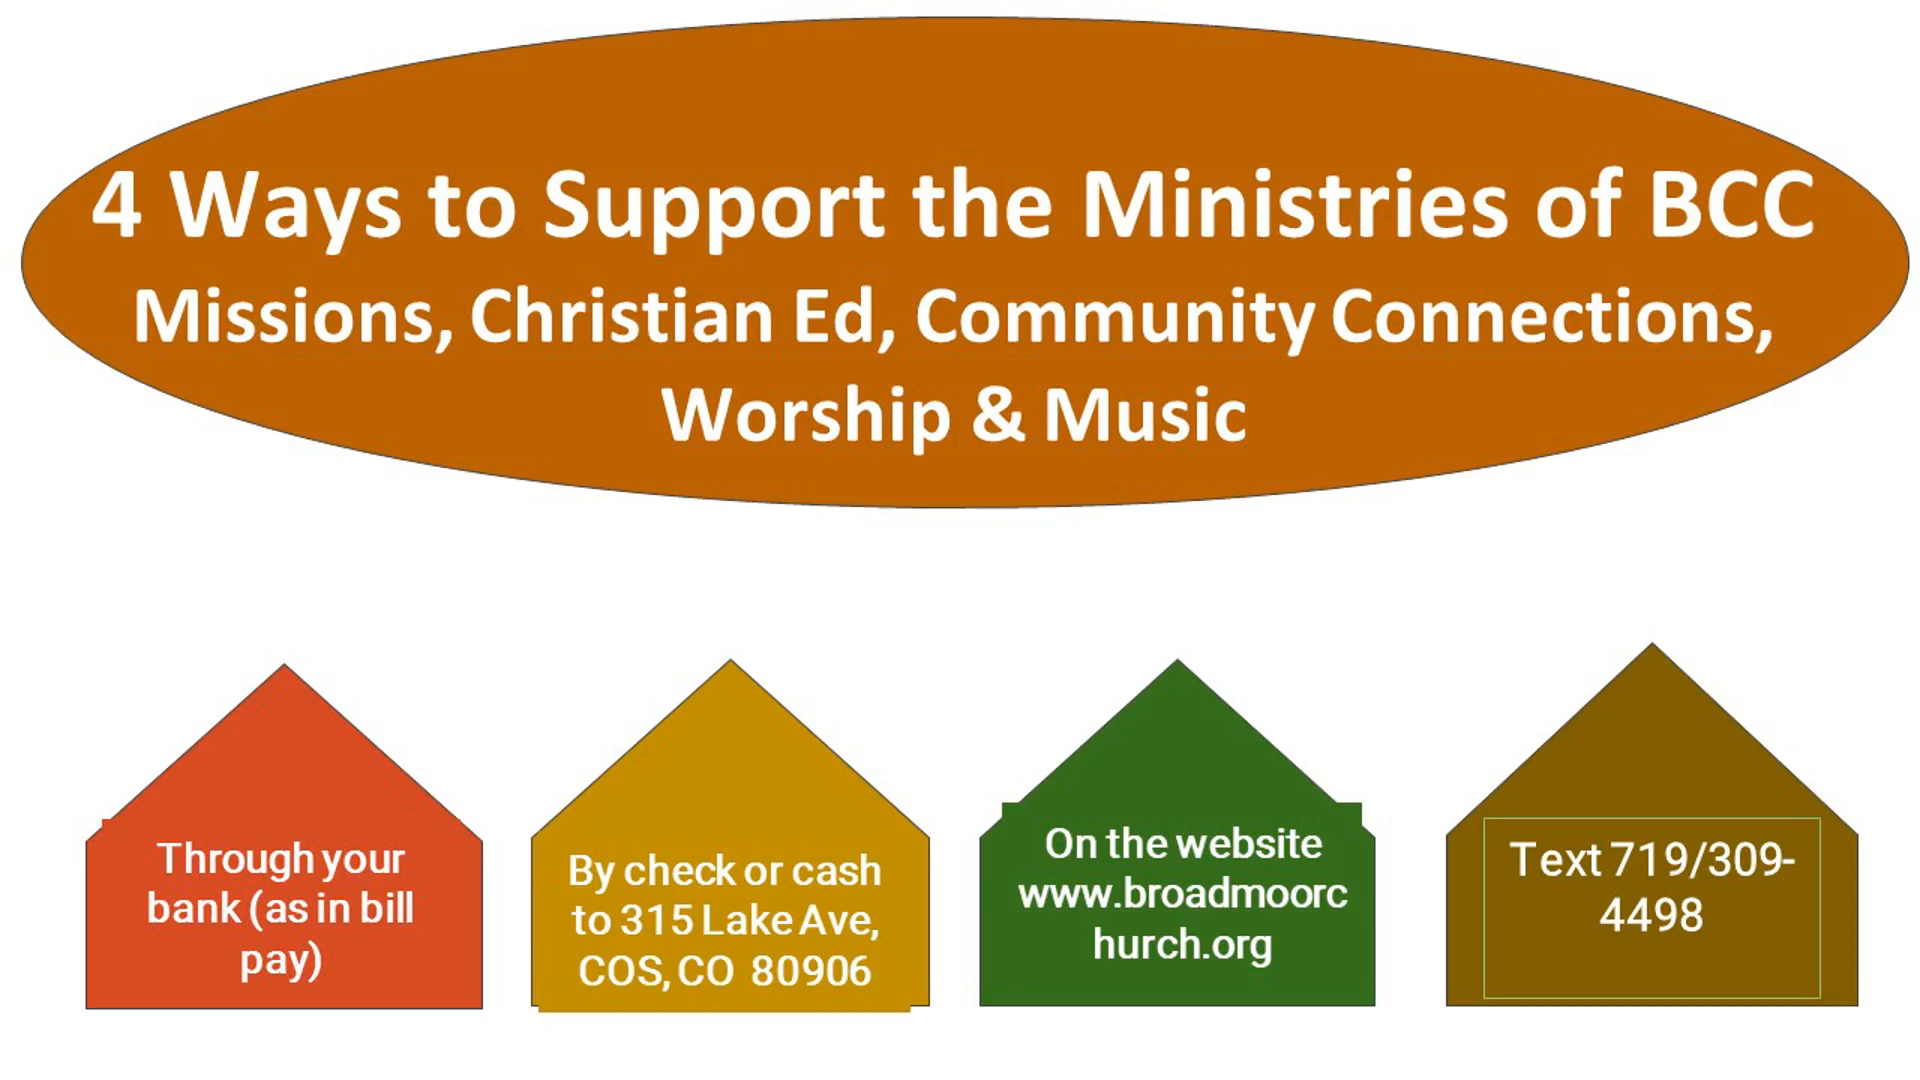 4 Ways to Support the Ministries of BCC
Missions, Christian Ed, Community Connections,
Worship & Music
Through your
bank (as in bill
pay)
By check or cash
to 315 Lake Ave,
COS, CO 80906
On the website
www.broadmoorc
hurch.org
Text 719/309-
4498